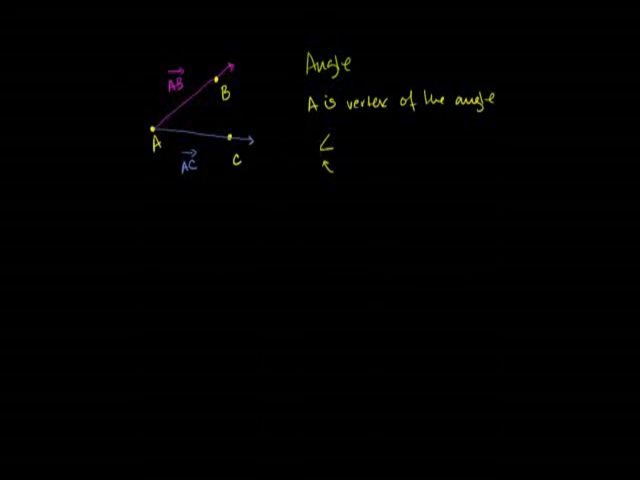 Angle
AB
B
A is vertex of the angle
A
∠
AC
C